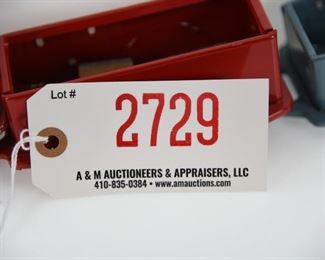 Lot #
2729
A & M AUCTIONEERS & APPRAISERS, LLC
410-835-0384 • www.amauctions.com